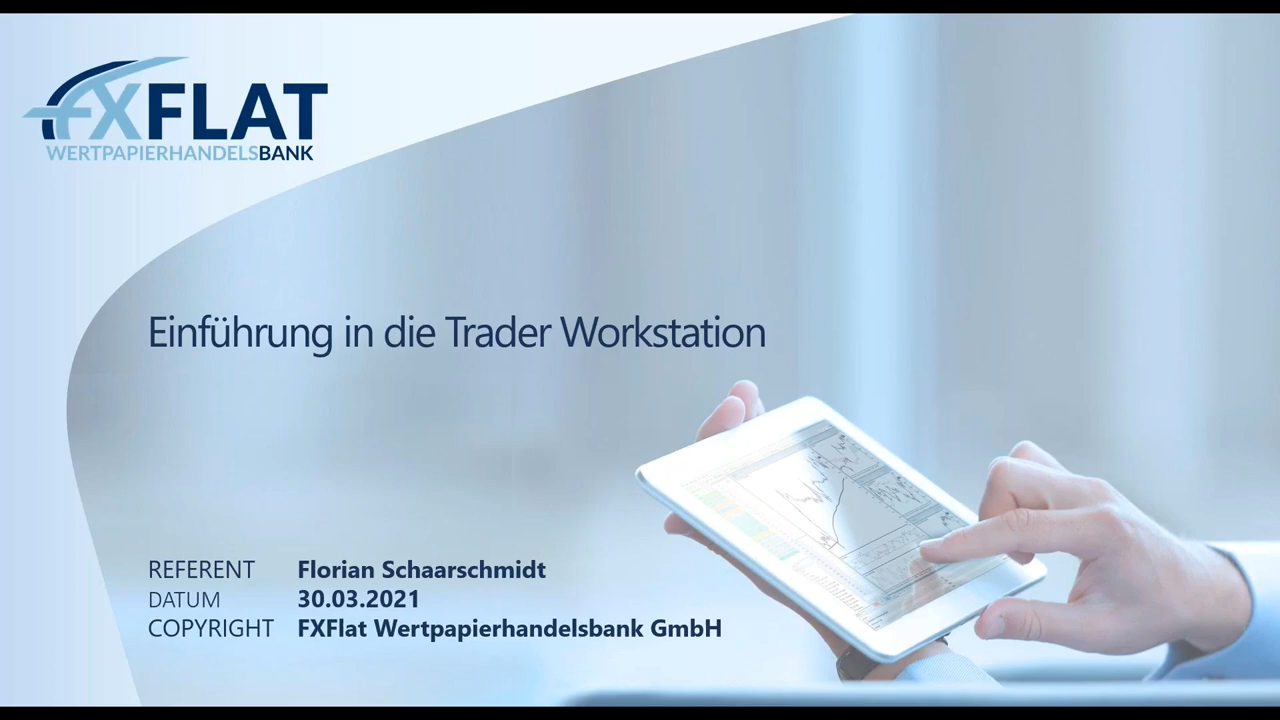 FXFLAT
WERTPAPIERHANDELSBANK
Einführung in die Trader Workstation
REFERENT Florian Schaarschmidt
DATUM 30.03.2021
COPYRIGHT FXFlat Wertpapierhandelsbank GmbH